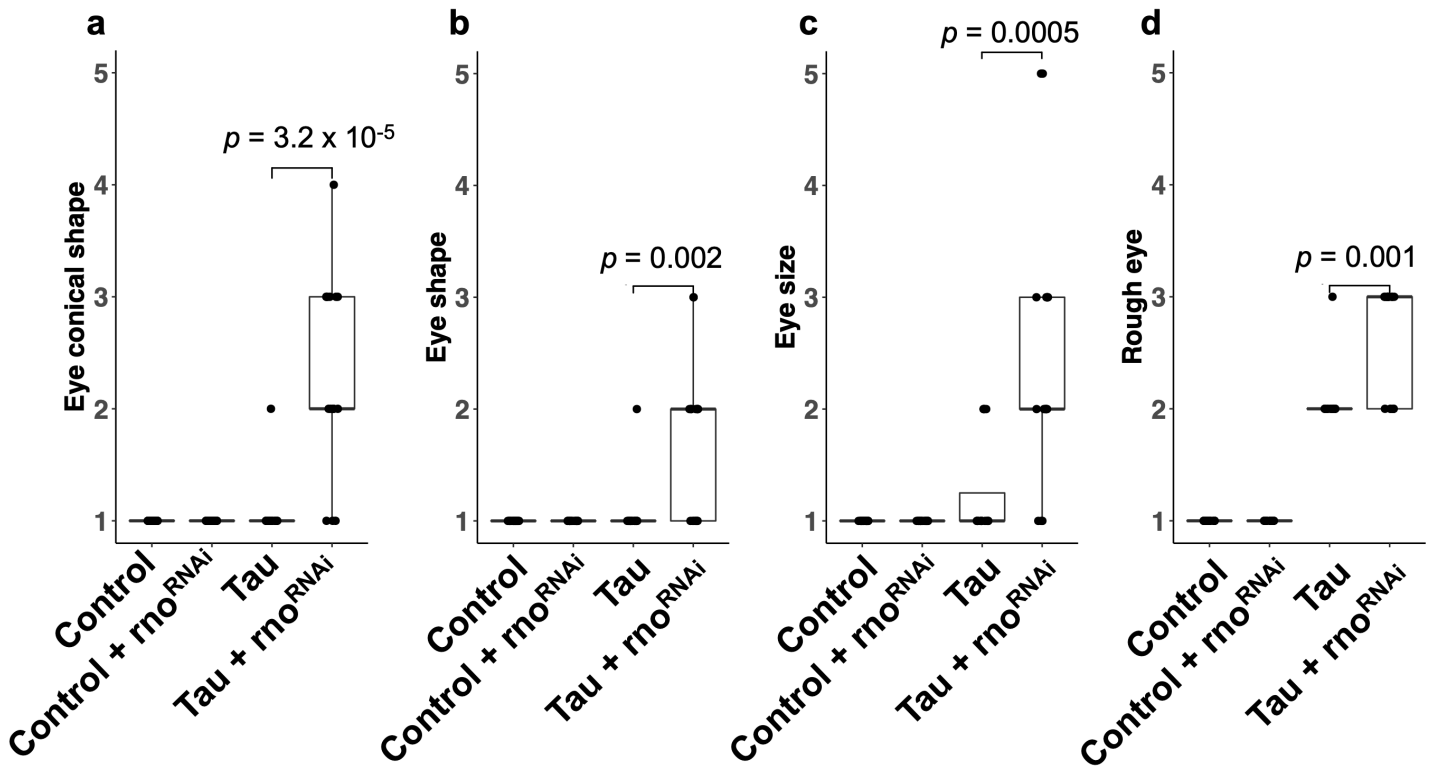 a
b
c
d
p = 3.2 x 10⁻⁵
p = 0.002
p = 0.0005
p = 0.001
Eye conical shape
5
4
3
2
1
Control
Control + rnoᴿᴺᴬⁱ
Tau
Tau + rnoᴿᴺᴬⁱ
Eye shape
5
4
3
2
1
Control
Control + rnoᴿᴺᴬⁱ
Tau
Tau + rnoᴿᴺᴬⁱ
Eye size
5
4
3
2
1
Control
Control + rnoᴿᴺᴬⁱ
Tau
Tau + rnoᴿᴺᴬⁱ
Rough eye
5
4
3
2
1
Control
Control + rnoᴿᴺᴬⁱ
Tau
Tau + rnoᴿᴺᴬⁱ